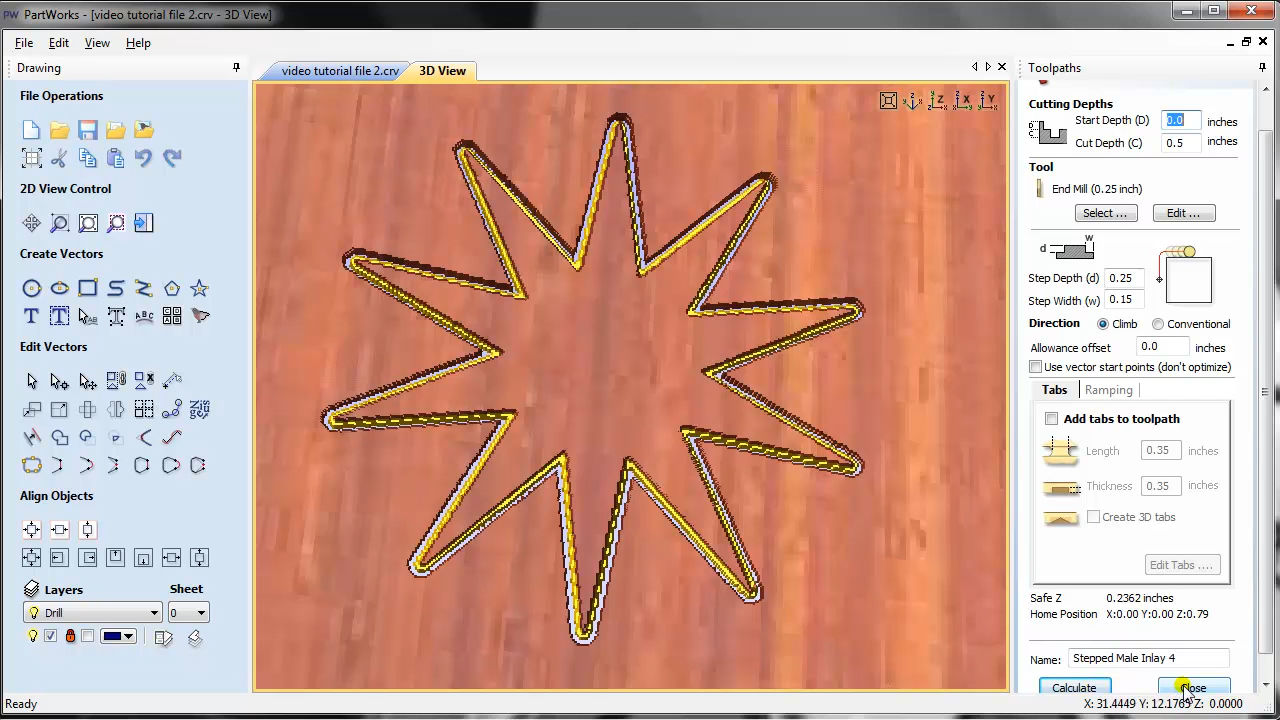 PW PartWorks - [video tutorial file 2.crv - 3D View]
File Edit View Help
Drawing
video tutorial file 2.crv 3D View
Toolpaths
File Operations
2D View Control
Create Vectors
Edit Vectors
Align Objects
Layers Sheet
Drill 0
Cutting Depths
Start Depth (D) 0.0 inches
Cut Depth (C) 0.5 inches
Tool
End Mill (0.25 inch)
Select ... Edit ...
d w
Step Depth (d) 0.25
Step Width (w) 0.15
Direction Climb Conventional
Allowance offset 0.0 inches
Use vector start points (don't optimize)
Tabs Ramping
Add tabs to toolpath
Length 0.35 inches
Thickness 0.35 inches
Create 3D tabs
Edit Tabs ....
Safe Z 0.2362 inches
Home Position X:0.00 Y:0.00 Z:0.79
Name: Stepped Male Inlay 4
Calculate Close
Ready X: 31.4449 Y: 12.1765 Z: 0.0000